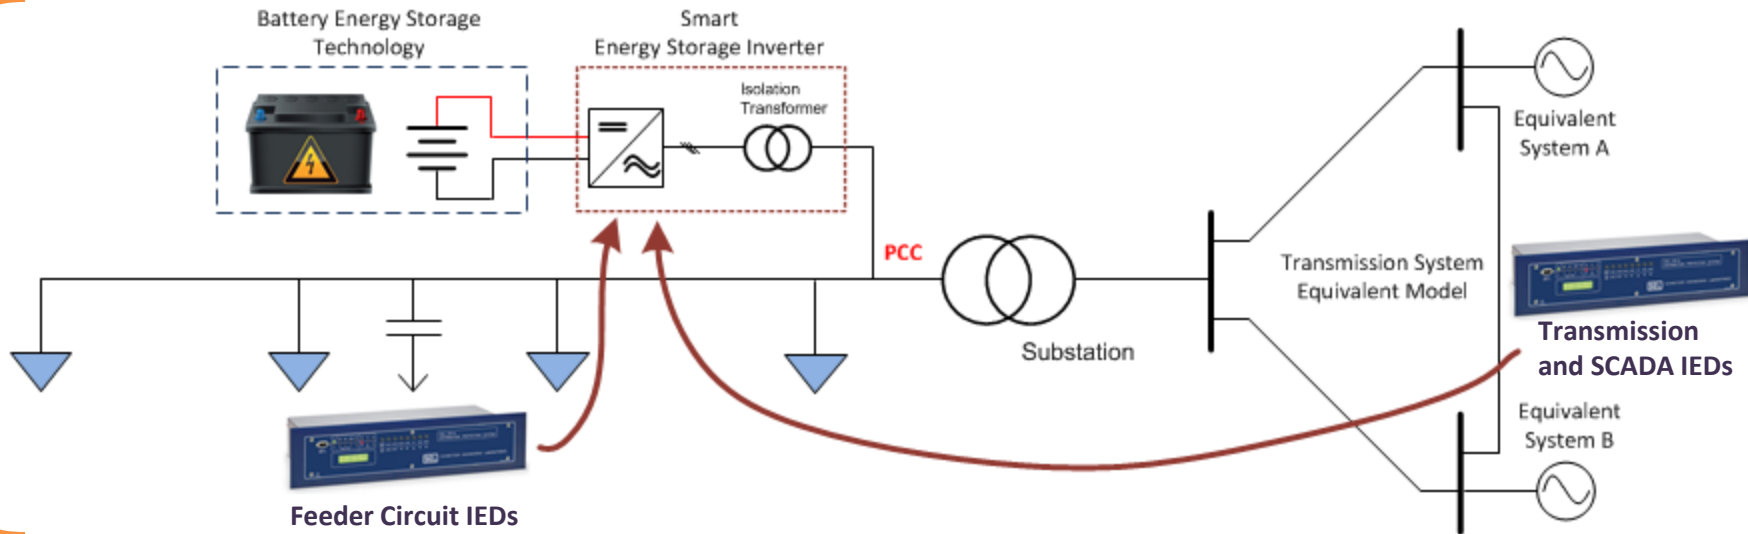 Battery Energy Storage
Technology
Smart
Energy Storage Inverter
Isolation
Transformer
Equivalent
System A
PCC
Transmission System
Equivalent Model
Substation
Transmission
and SCADA IEDs
Equivalent
System B
Feeder Circuit IEDs